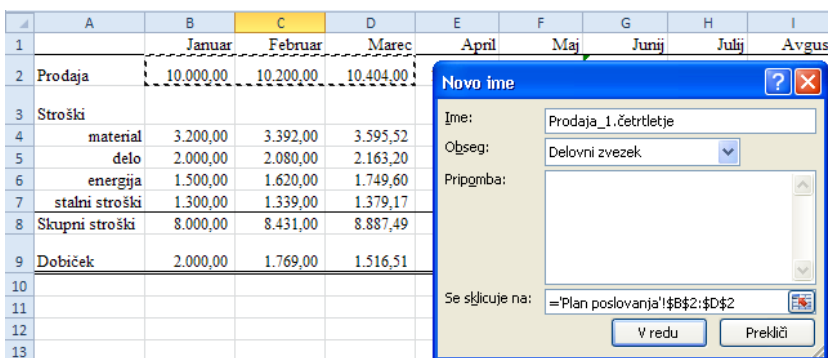 A B C D E F G H I
1 Januar Februar Marec April Maj Junij Julij Avgus
2 Prodaja 10.000,00 10.200,00 10.404,00
3 Stroški
4 material 3.200,00 3.392,00 3.595,52
5 delo 2.000,00 2.080,00 2.163,20
6 energija 1.500,00 1.620,00 1.749,60
7 stalni stroški 1.300,00 1.339,00 1.379,17
8 Skupni stroški 8.000,00 8.431,00 8.887,49
9 Dobiček 2.000,00 1.769,00 1.516,51
10
11
12
13
Novo ime
Ime: Prodaja_1.četrtletje
Obseg: Delovni zvezek
Pripomba:
Se sklicuje na: ='Plan poslovanja'!$B$2:$D$2
V redu Prekliči